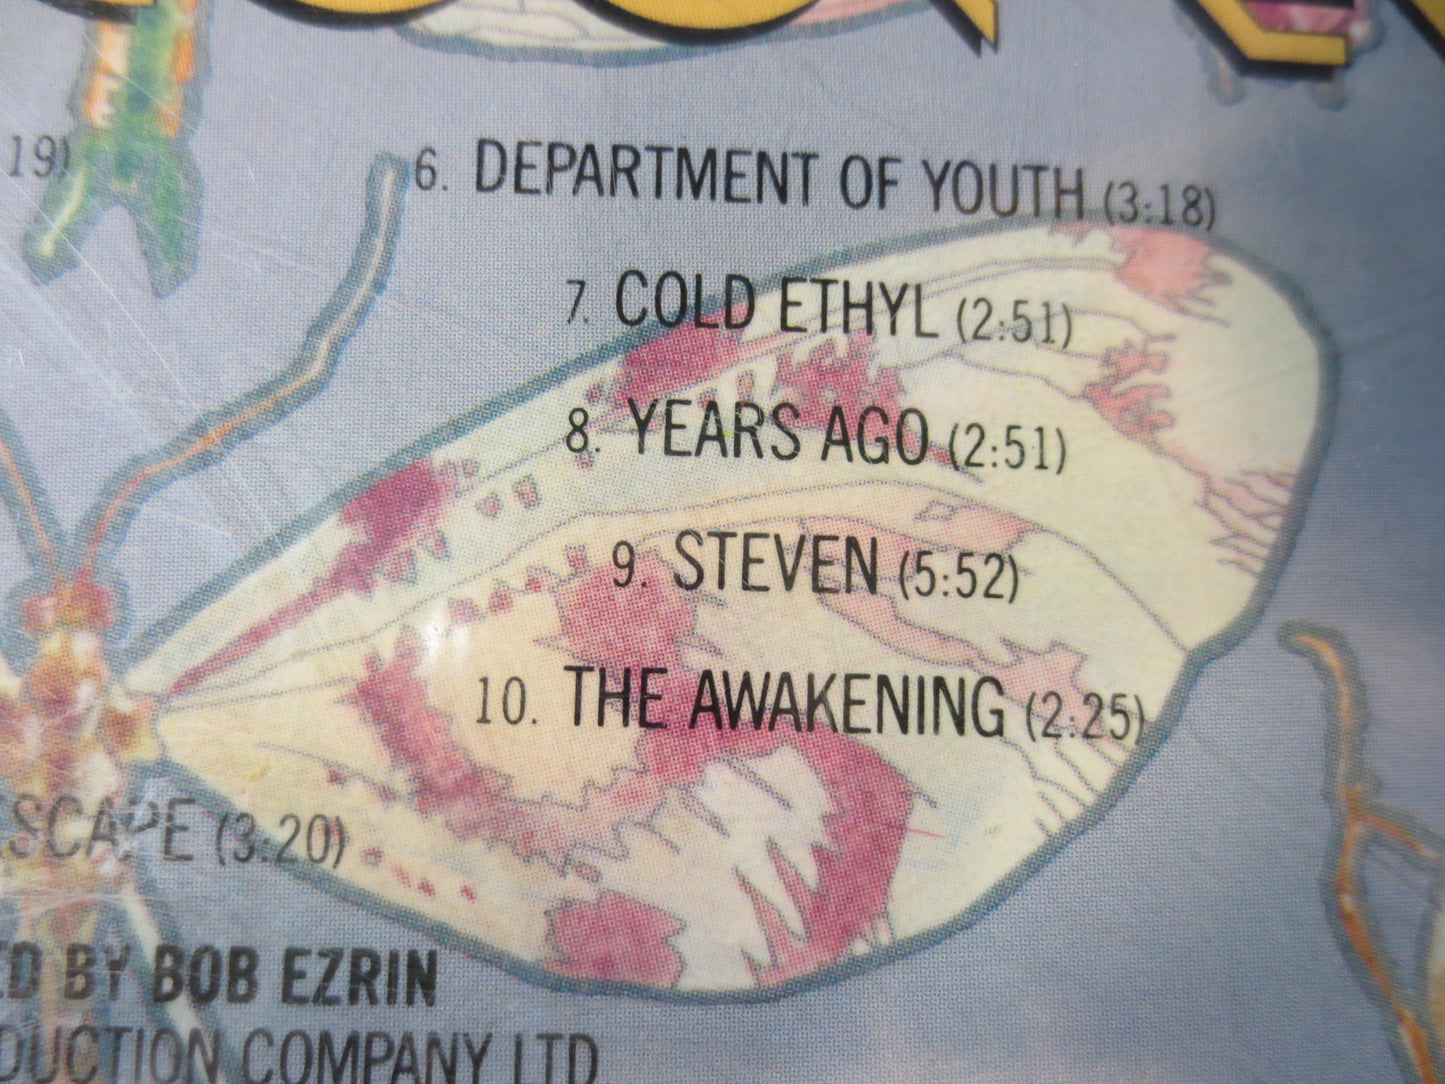 19)
6. DEPARTMENT OF YOUTH (3:18)
7. COLD ETHYL (2:51)
8. YEARS AGO (2:51)
9. STEVEN (5:52)
10. THE AWAKENING (2:25)
ESCAPE (3:20)
ED BY BOB EZRIN
DUCTION COMPANY LTD